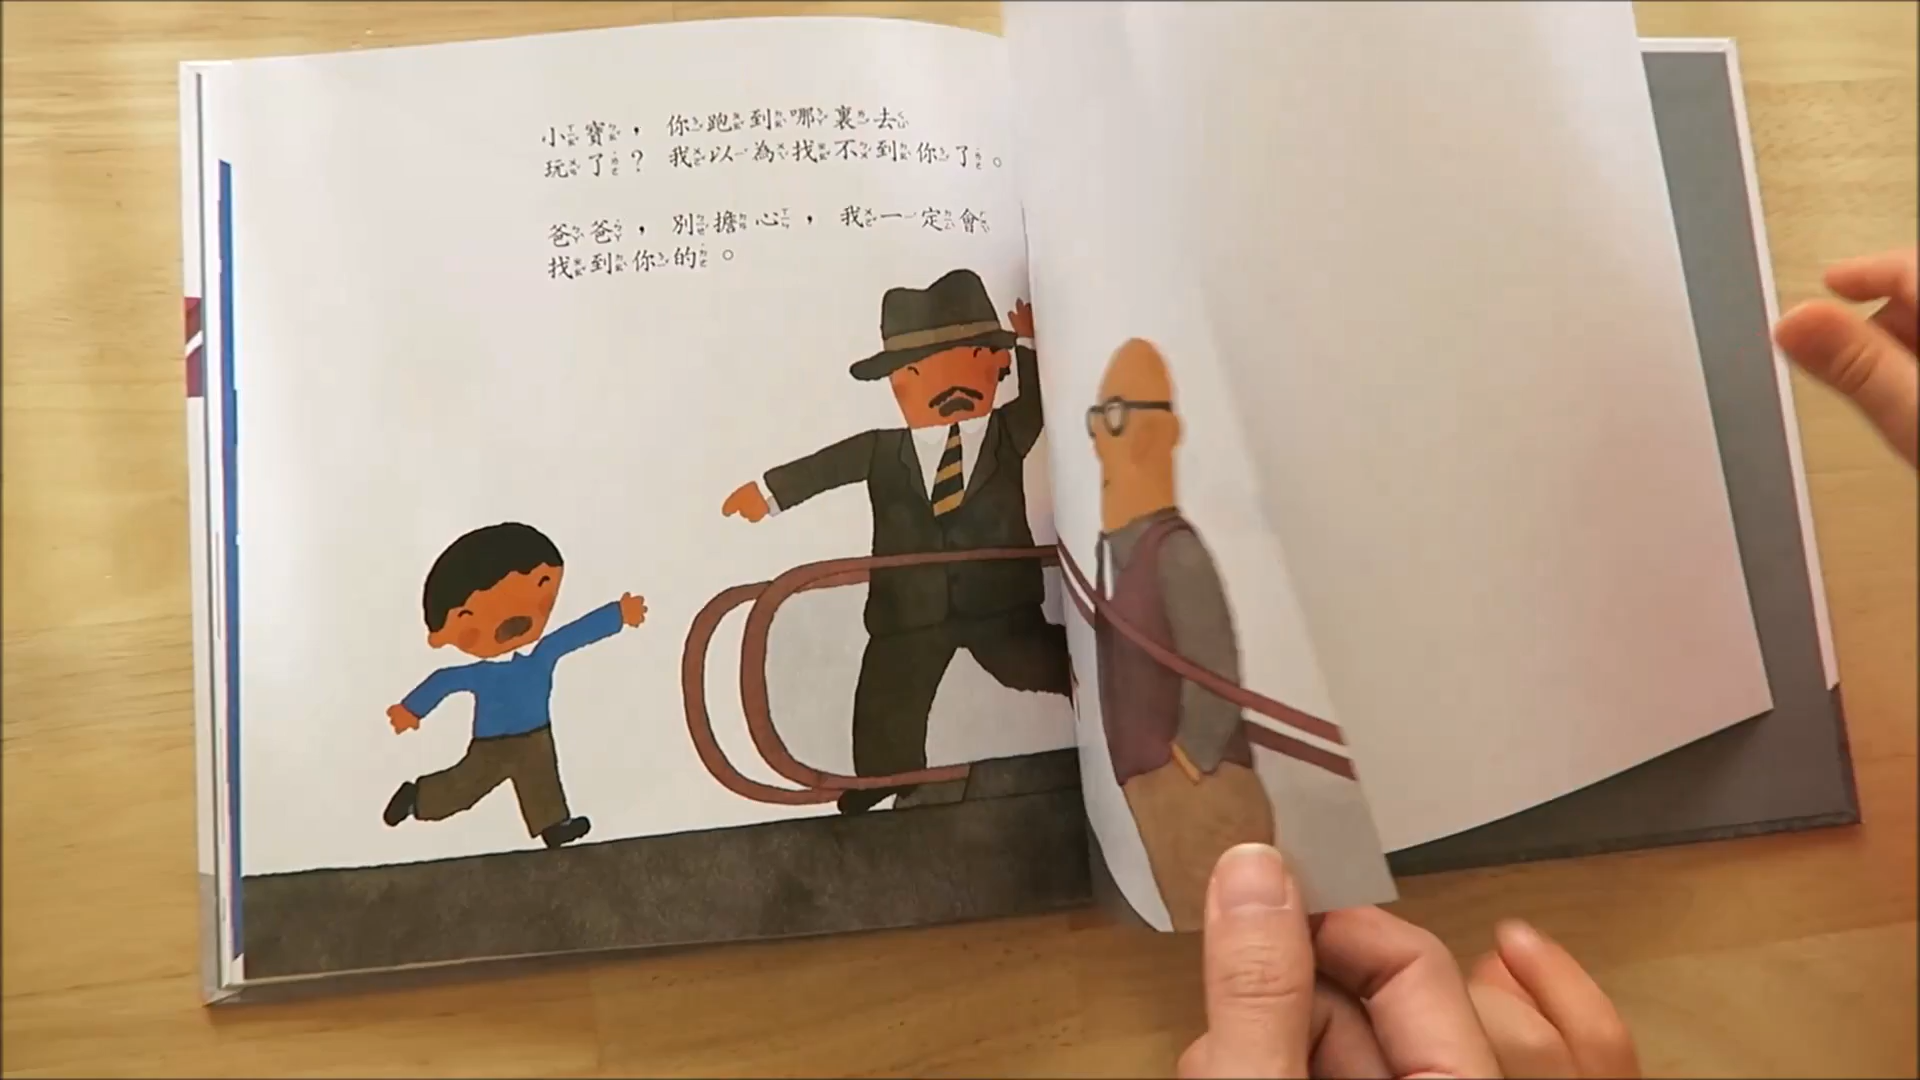 小寶，你跑到哪裏去
玩了？我以為找不到你了。
爸爸，別擔心，我一定會
找到你的。